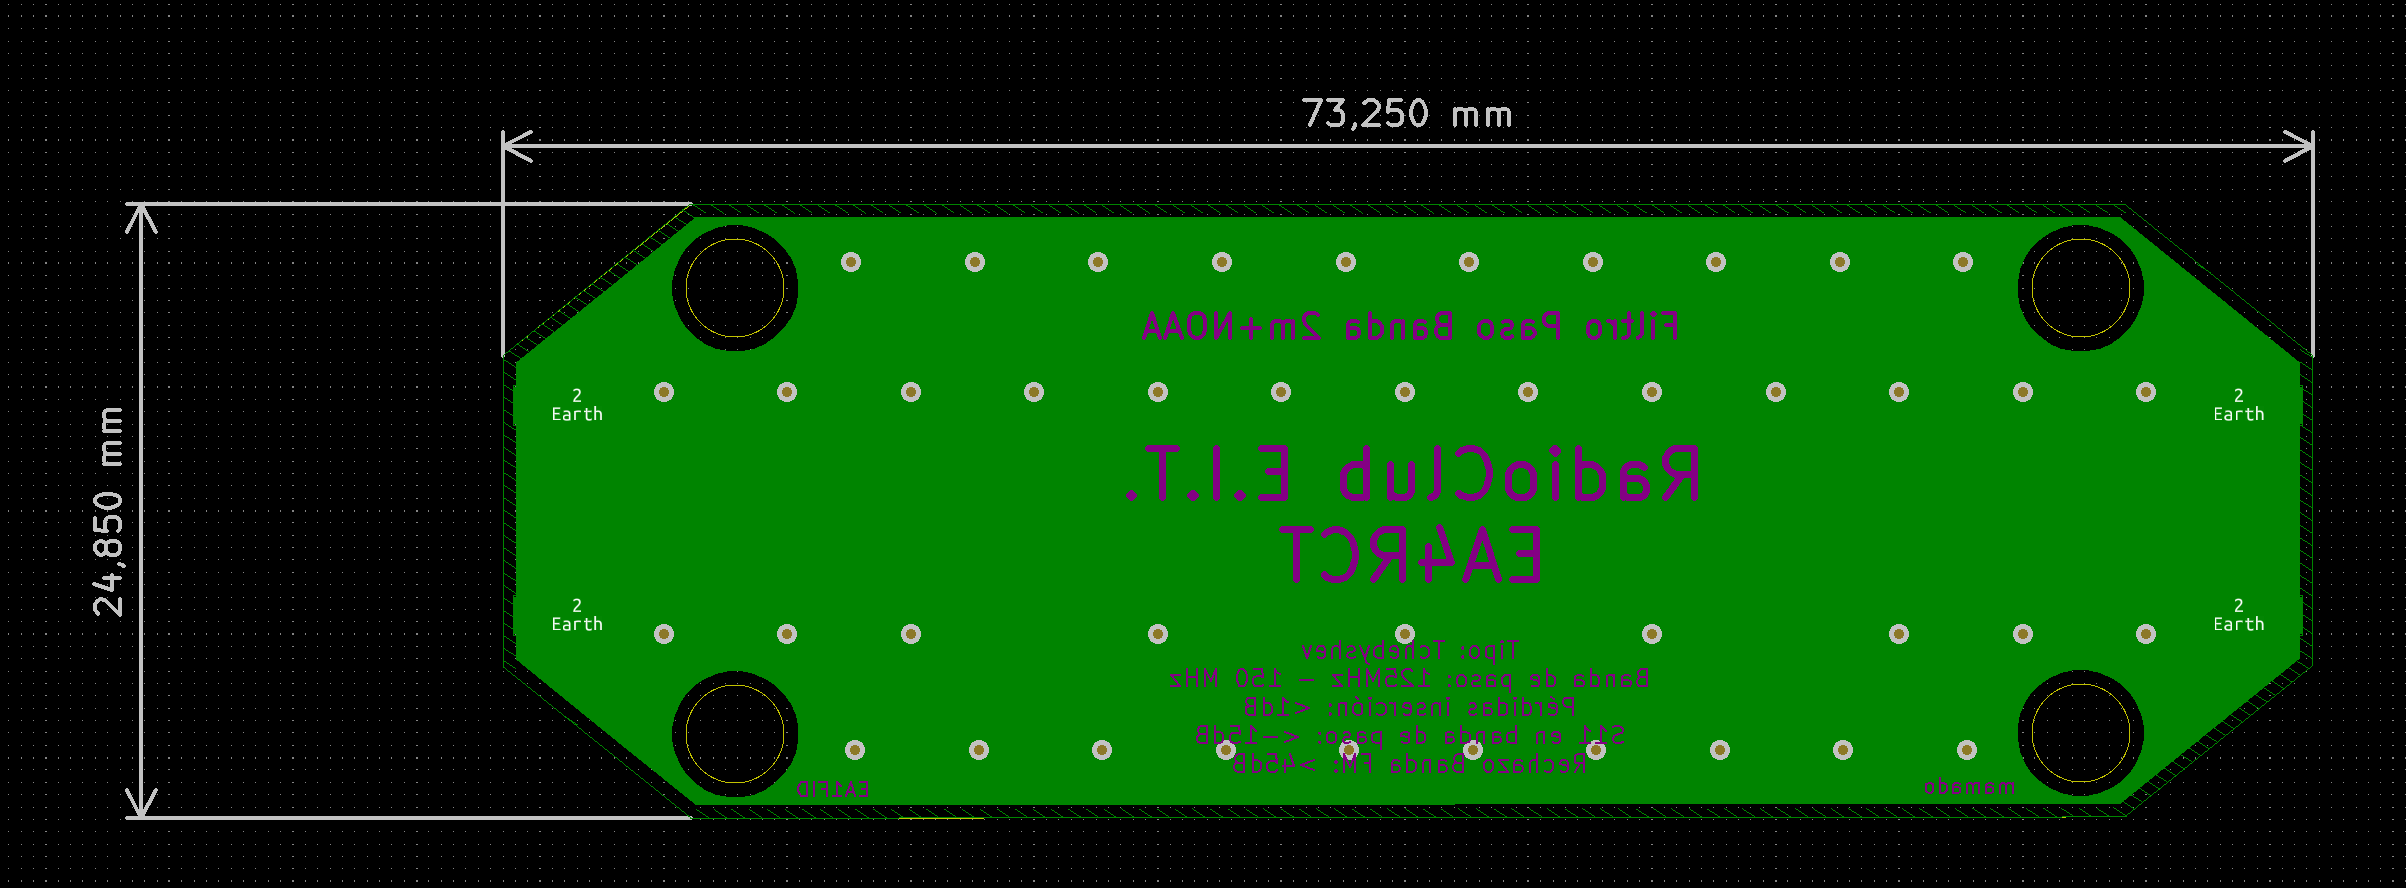 73,250 mm
24,850 mm
Filtro Paso Banda 2m+NOAA
2
Earth
2
Earth
RadioClub E.I.T.
EA4RCT
2
Earth
2
Earth
Tipo: Tchebyshev
Banda de paso: 125MHz - 150 MHz
Pérdidas inserción: <1dB
S11 en banda de paso: <-15dB
Rechazo Banda FM: >45dB
EA1FID
mamado